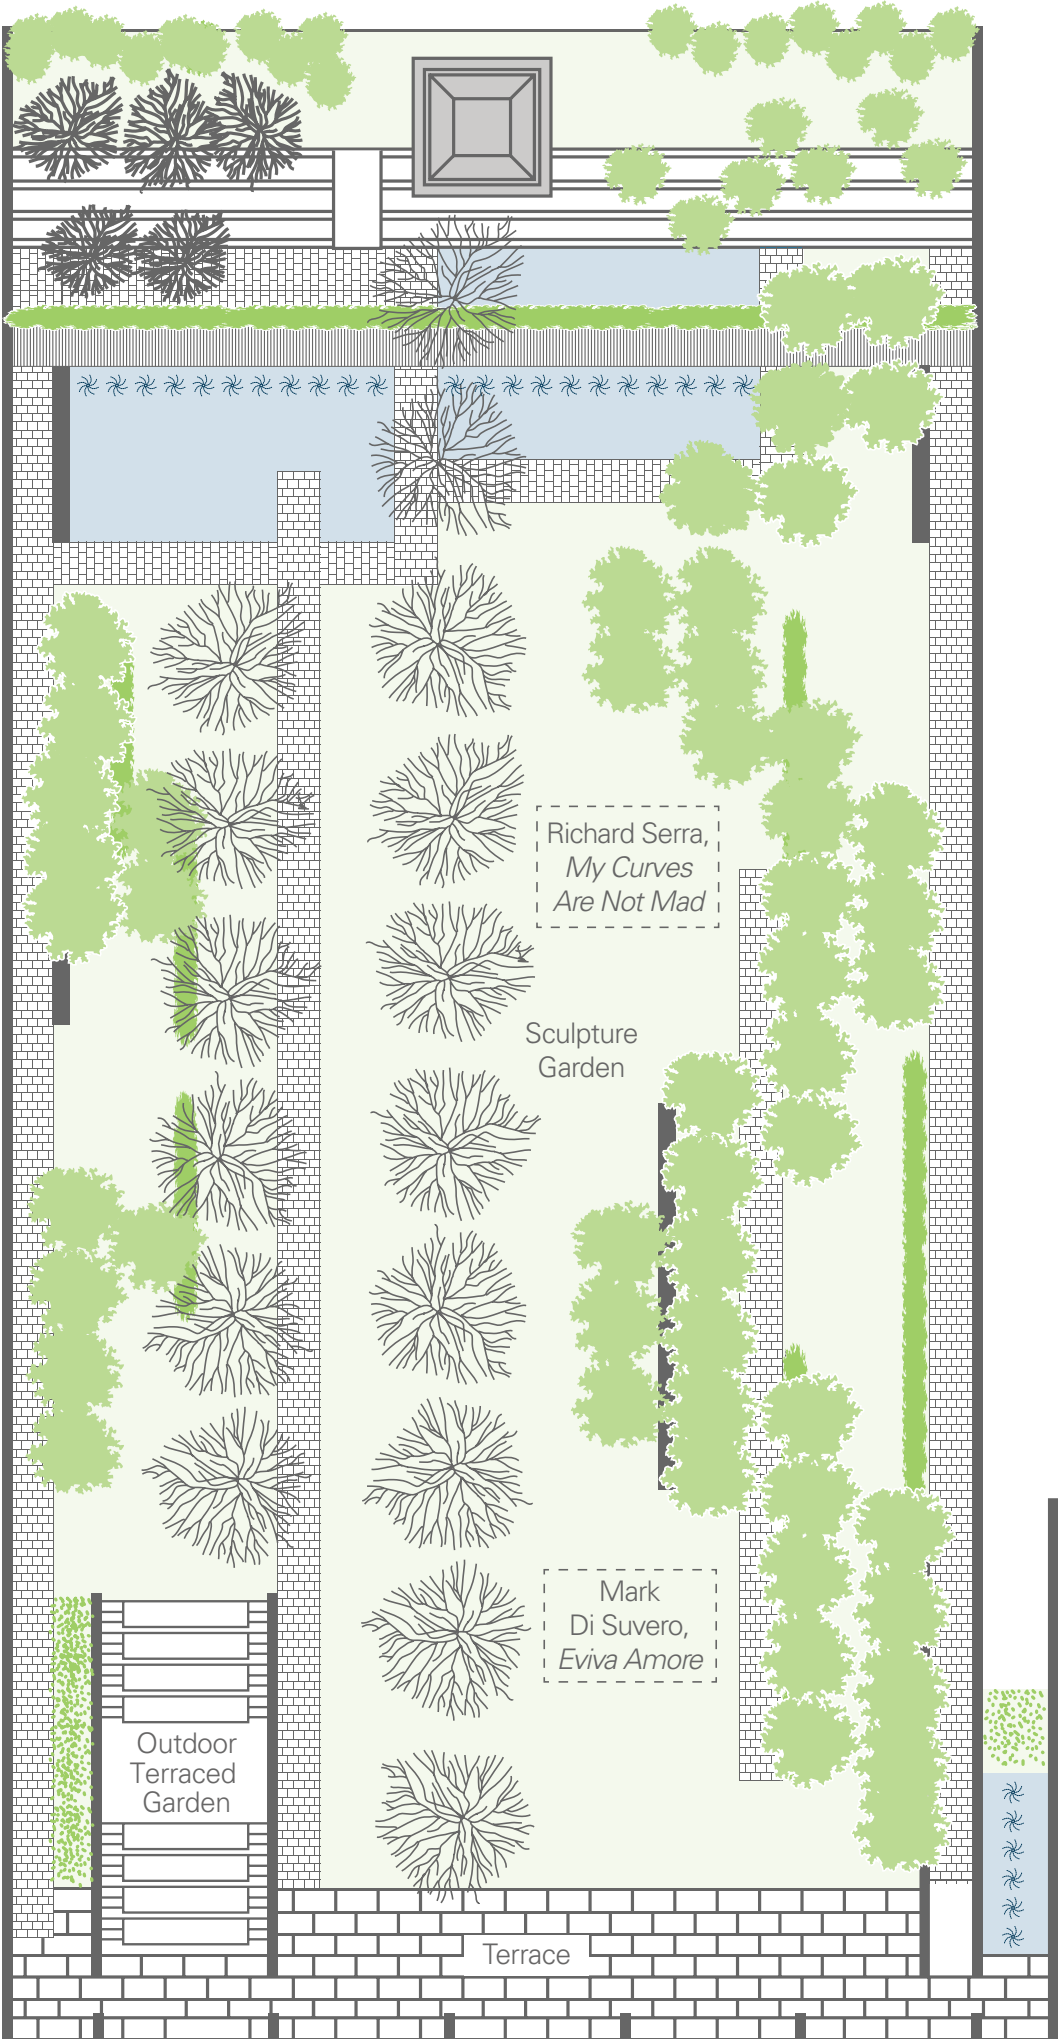 Richard Serra,
My Curves
Are Not Mad
Sculpture
Garden
Mark
Di Suvero,
Eviva Amore
Outdoor
Terraced
Garden
Terrace